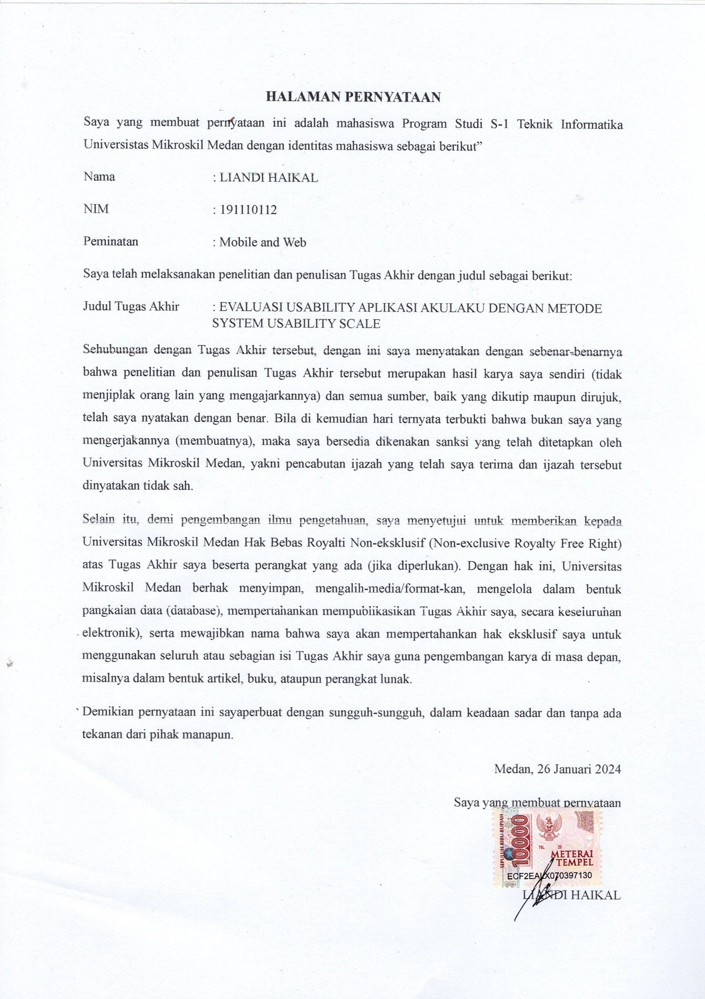 HALAMAN PERNYATAAN
Saya yang membuat pernyataan ini adalah mahasiswa Program Studi S-1 Teknik Informatika
Universistas Mikroskil Medan dengan identitas mahasiswa sebagai berikut”
Nama : LIANDI HAIKAL
NIM : 191110112
Peminatan : Mobile and Web
Saya telah melaksanakan penelitian dan penulisan Tugas Akhir dengan judul sebagai berikut:
Judul Tugas Akhir : EVALUASI USABILITY APLIKASI AKULAKU DENGAN METODE
SYSTEM USABILITY SCALE
Sehubungan dengan Tugas Akhir tersebut, dengan ini saya menyatakan dengan sebenar-benarnya
bahwa penelitian dan penulisan Tugas Akhir tersebut merupakan hasil karya saya sendiri (tidak
menjiplak orang lain yang mengajarkannya) dan semua sumber, baik yang dikutip maupun dirujuk,
telah saya nyatakan dengan benar. Bila di kemudian hari ternyata terbukti bahwa bukan saya yang
mengerjakannya (membuatnya), maka saya bersedia dikenakan sanksi yang telah ditetapkan oleh
Universitas Mikroskil Medan, yakni pencabutan ijazah yang telah saya terima dan ijazah tersebut
dinyatakan tidak sah.
Selain itu, demi pengembangan ilmu pengetahuan, saya menyetujui untuk memberikan kepada
Universitas Mikroskil Medan Hak Bebas Royalti Non-eksklusif (Non-exclusive Royalty Free Right)
atas Tugas Akhir saya beserta perangkat yang ada (jika diperlukan). Dengan hak ini, Universitas
Mikroskil Medan berhak menyimpan, mengalih-media/format-kan, mengelola dalam bentuk
pangkalan data (database), mempertahankan mempublikasikan Tugas Akhir saya, secara keseluruhan
elektronik), serta mewajibkan nama bahwa saya akan mempertahankan hak eksklusif saya untuk
menggunakan seluruh atau sebagian isi Tugas Akhir saya guna pengembangan karya di masa depan,
misalnya dalam bentuk artikel, buku, ataupun perangkat lunak.
Demikian pernyataan ini sayaperbuat dengan sungguh-sungguh, dalam keadaan sadar dan tanpa ada
tekanan dari pihak manapun.
Medan, 26 Januari 2024
Saya yang membuat pernyataan
SEPULUH RIBU RUPIAH
10000
TGL. 20
METERAI
TEMPEL
ECF2EALX070397130
LIANDI HAIKAL